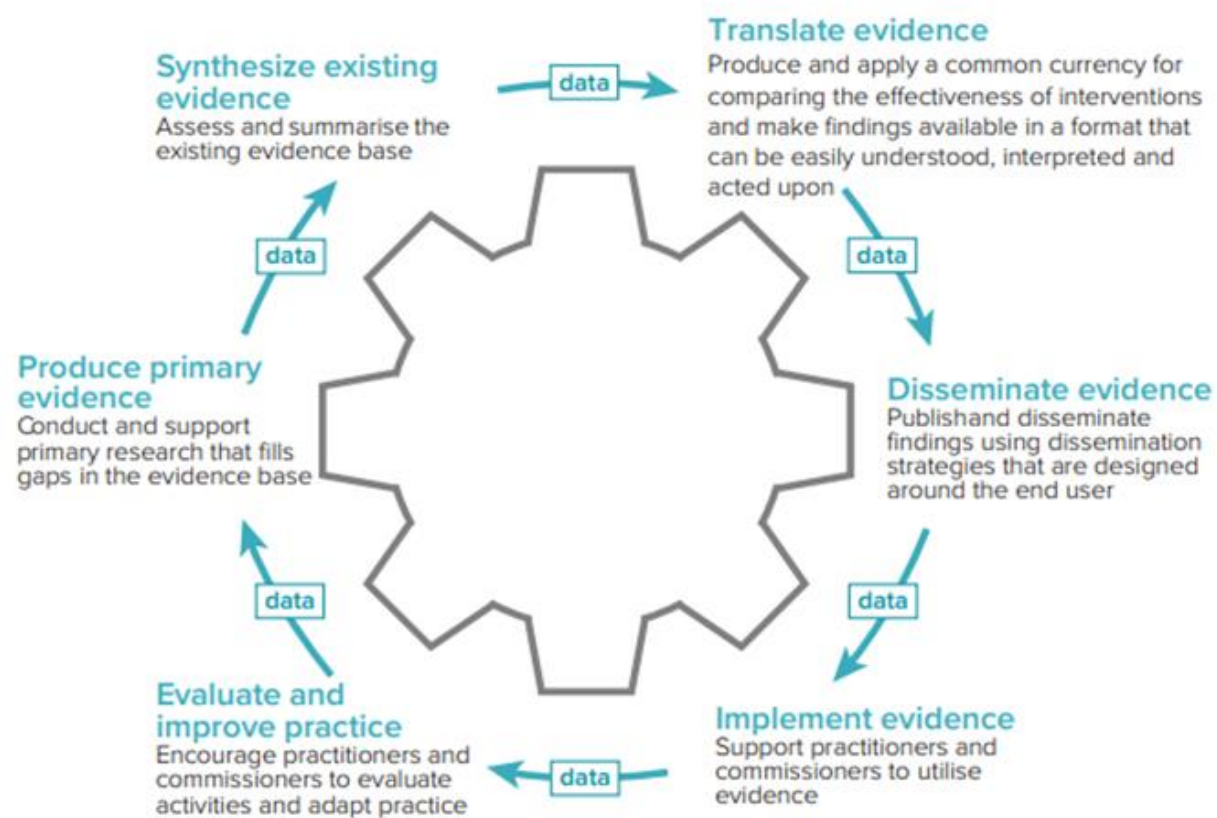 Synthesize existing
evidence
Assess and summarise the
existing evidence base
data
Translate evidence
Produce and apply a common currency for
comparing the effectiveness of interventions
and make findings available in a format that
can be easily understood, interpreted and
acted upon
data
Disseminate evidence
Publishand disseminate
findings using dissemination
strategies that are designed
around the end user
data
Implement evidence
Support practitioners and
commissioners to utilise
evidence
data
Evaluate and
improve practice
Encourage practitioners and
commissioners to evaluate
activities and adapt practice
data
Produce primary
evidence
Conduct and support
primary research that fills
gaps in the evidence base
data